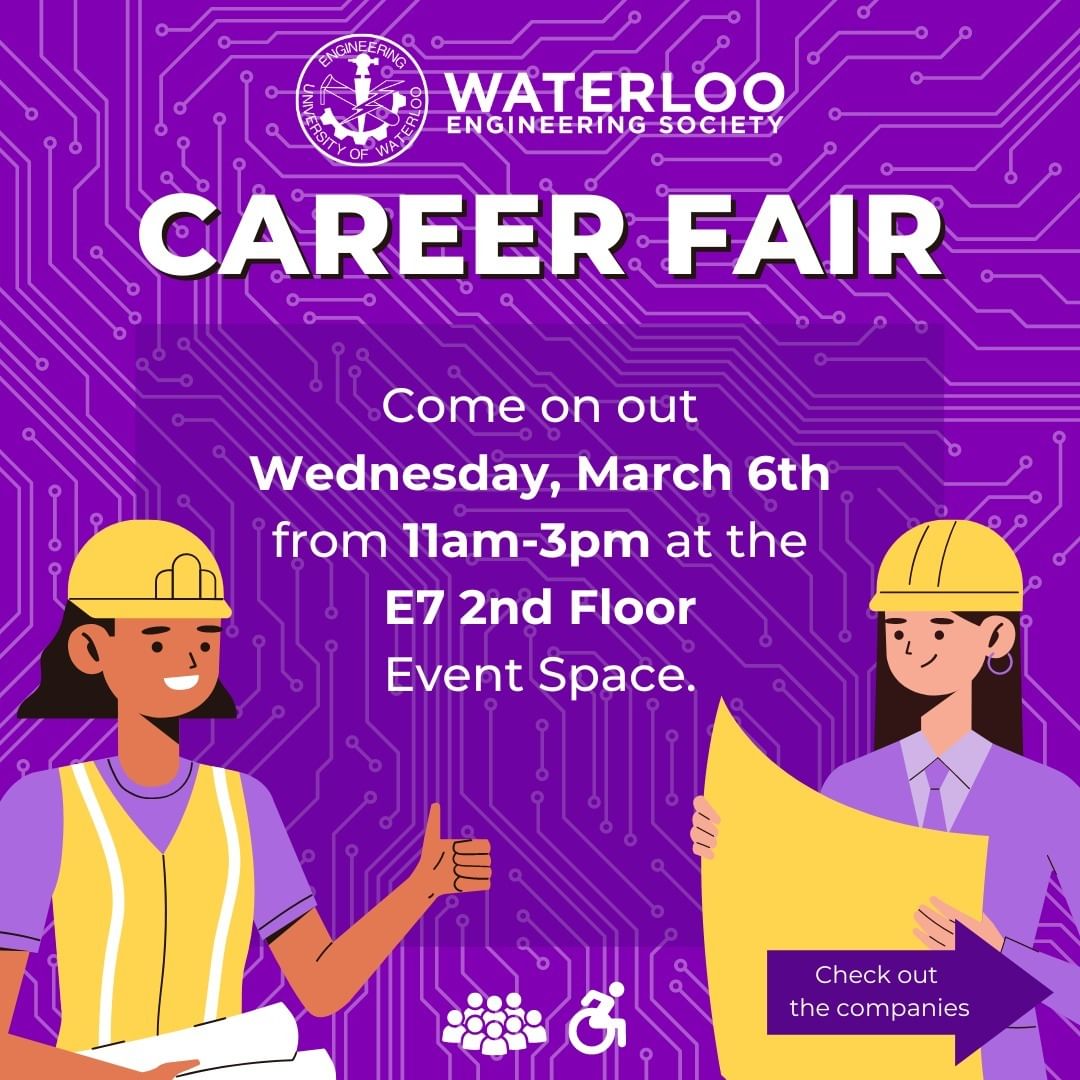 ENGINEERING
UNIVERSITY OF WATERLOO
WATERLOO
ENGINEERING SOCIETY
CAREER FAIR
Come on out
Wednesday, March 6th
from 11am-3pm at the
E7 2nd Floor
Event Space.
Check out
the companies